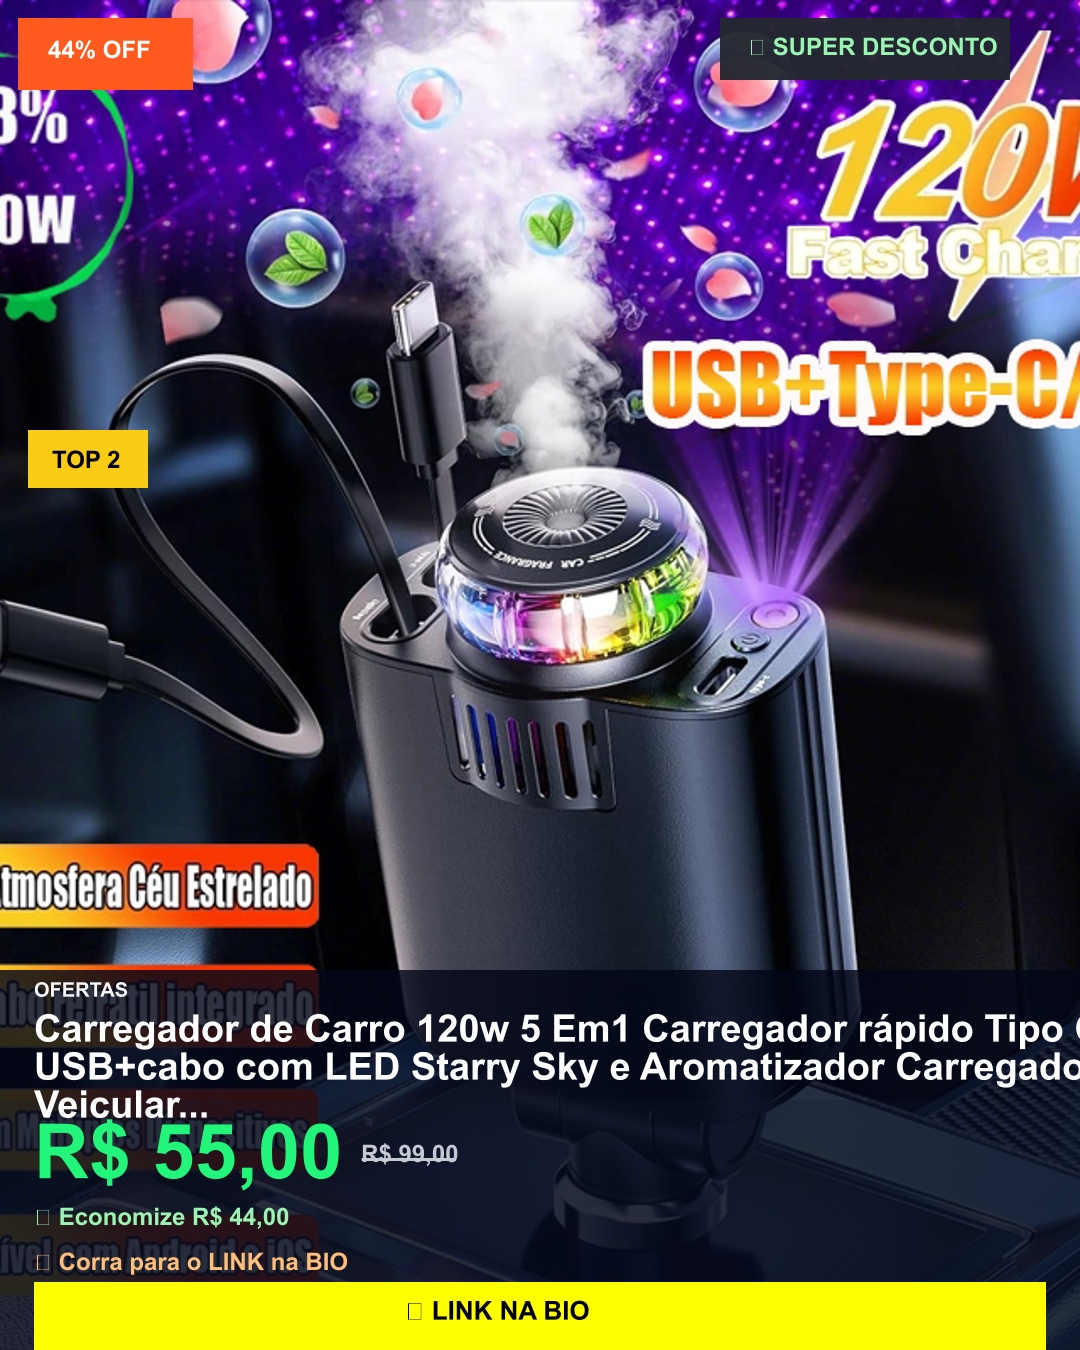 44% OFF
SUPER DESCONTO
8%
0W
120W
Fast Char
USB+Type-C/
TOP 2
CAR FRAGRANCE
tmosfera Céu Estrelado
OFERTAS
Carregador de Carro 120w 5 Em1 Carregador rápido Tipo
USB+cabo com LED Starry Sky e Aromatizador Carregado
Veicular...
R$ 55,00 R$ 99,00
Economize R$ 44,00
Corra para o LINK na BIO
LINK NA BIO